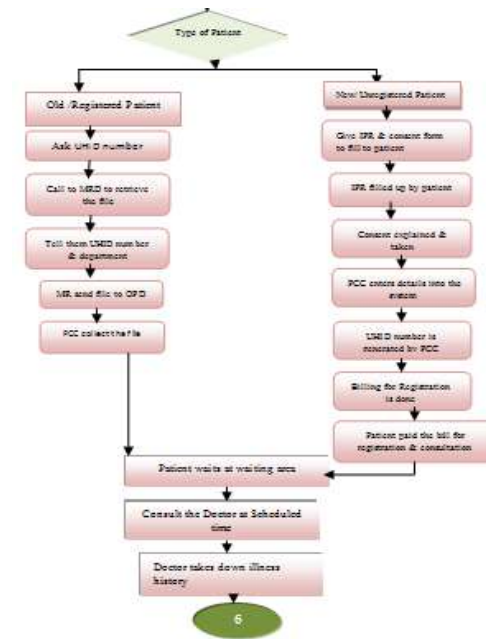 Type of Patient
Old /Registered Patient
Ask UHID number
Call to MRD to retrieve
the file
Tell them UHID number
& department
MR send file to OPD
PCC collect the file
New/ Unregistered Patient
Give IPR & consent form
to fill to patient
IPR filled up by patient
Consent explained &
taken
PCC enters details into the
system
UHID number is
generated by PCC
Billing for Registration
is done
Patient paid the bill for
registration & consultation
Patient waits at waiting area
Consult the Doctor at Scheduled
time
Doctor takes down illness
history
6